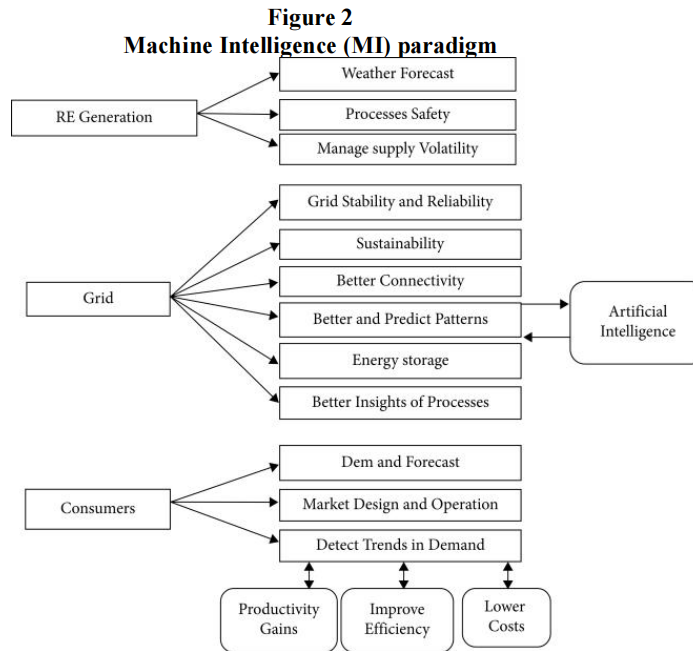 Figure 2
Machine Intelligence (MI) paradigm
RE Generation
Weather Forecast
Processes Safety
Manage supply Volatility
Grid
Grid Stability and Reliability
Sustainability
Better Connectivity
Better and Predict Patterns
Energy storage
Better Insights of Processes
Artificial
Intelligence
Consumers
Dem and Forecast
Market Design and Operation
Detect Trends in Demand
Productivity
Gains
Improve
Efficiency
Lower
Costs